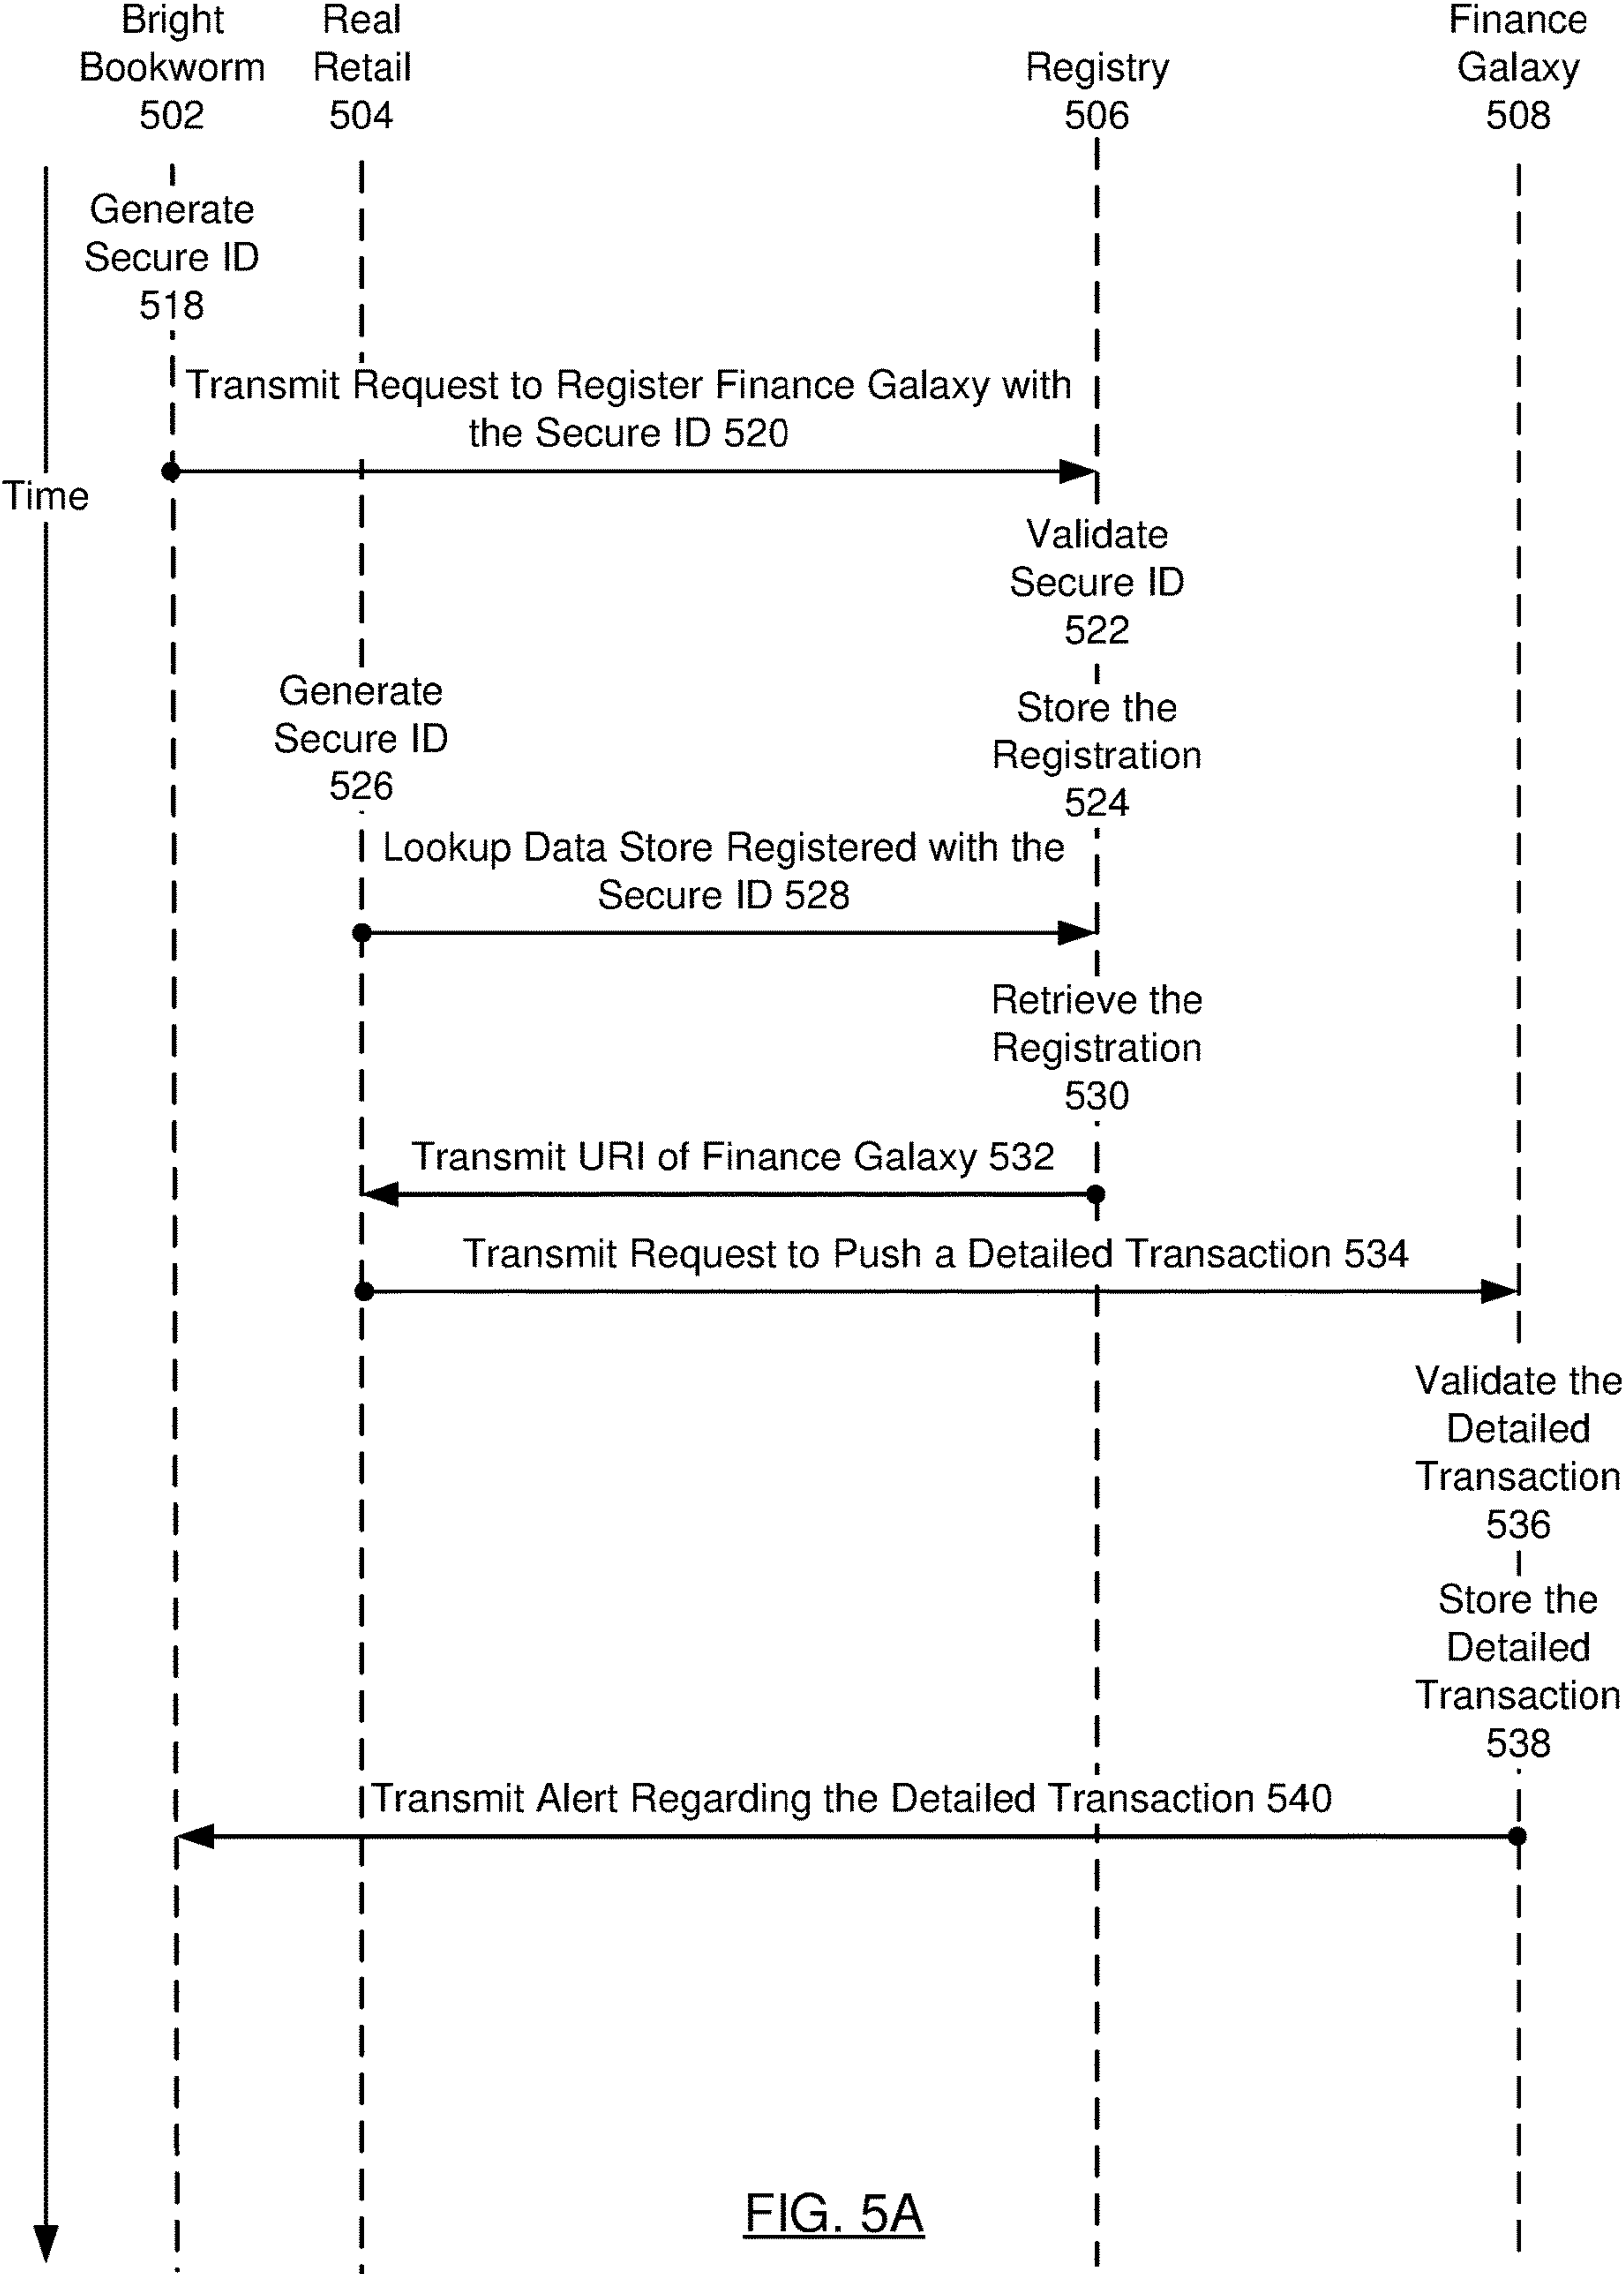 Bright
Bookworm
502
Real
Retail
504
Registry
506
Finance
Galaxy
508
Generate
Secure ID
518
Transmit Request to Register Finance Galaxy with
the Secure ID 520
Time
Validate
Secure ID
522
Generate
Secure ID
526
Store the
Registration
524
Lookup Data Store Registered with the
Secure ID 528
Retrieve the
Registration
530
Transmit URI of Finance Galaxy 532
Transmit Request to Push a Detailed Transaction 534
Validate the
Detailed
Transaction
536
Store the
Detailed
Transaction
538
Transmit Alert Regarding the Detailed Transaction 540
FIG. 5A